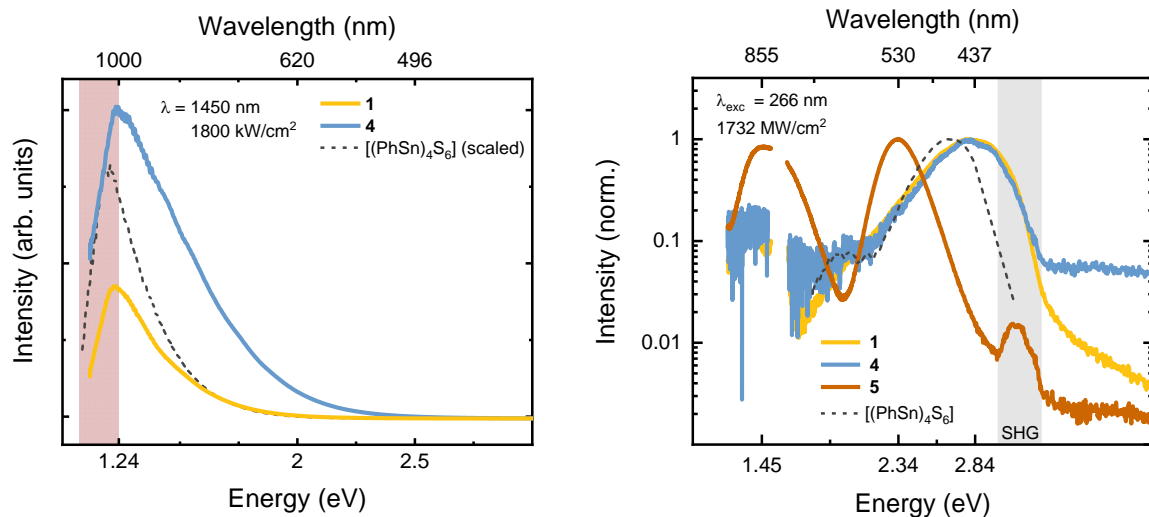 Wavelength (nm)
1000 620 496
λ = 1450 nm
1800 kW/cm²
1
4
[(PhSn)₄S₆] (scaled)
Intensity (arb. units)
1.24 2 2.5
Energy (eV)
Wavelength (nm)
855 530 437
λexc = 266 nm
1732 MW/cm²
1
0.1
0.01
Intensity (norm.)
1
4
5
[(PhSn)₄S₆]
SHG
1.45 2.34 2.84
Energy (eV)